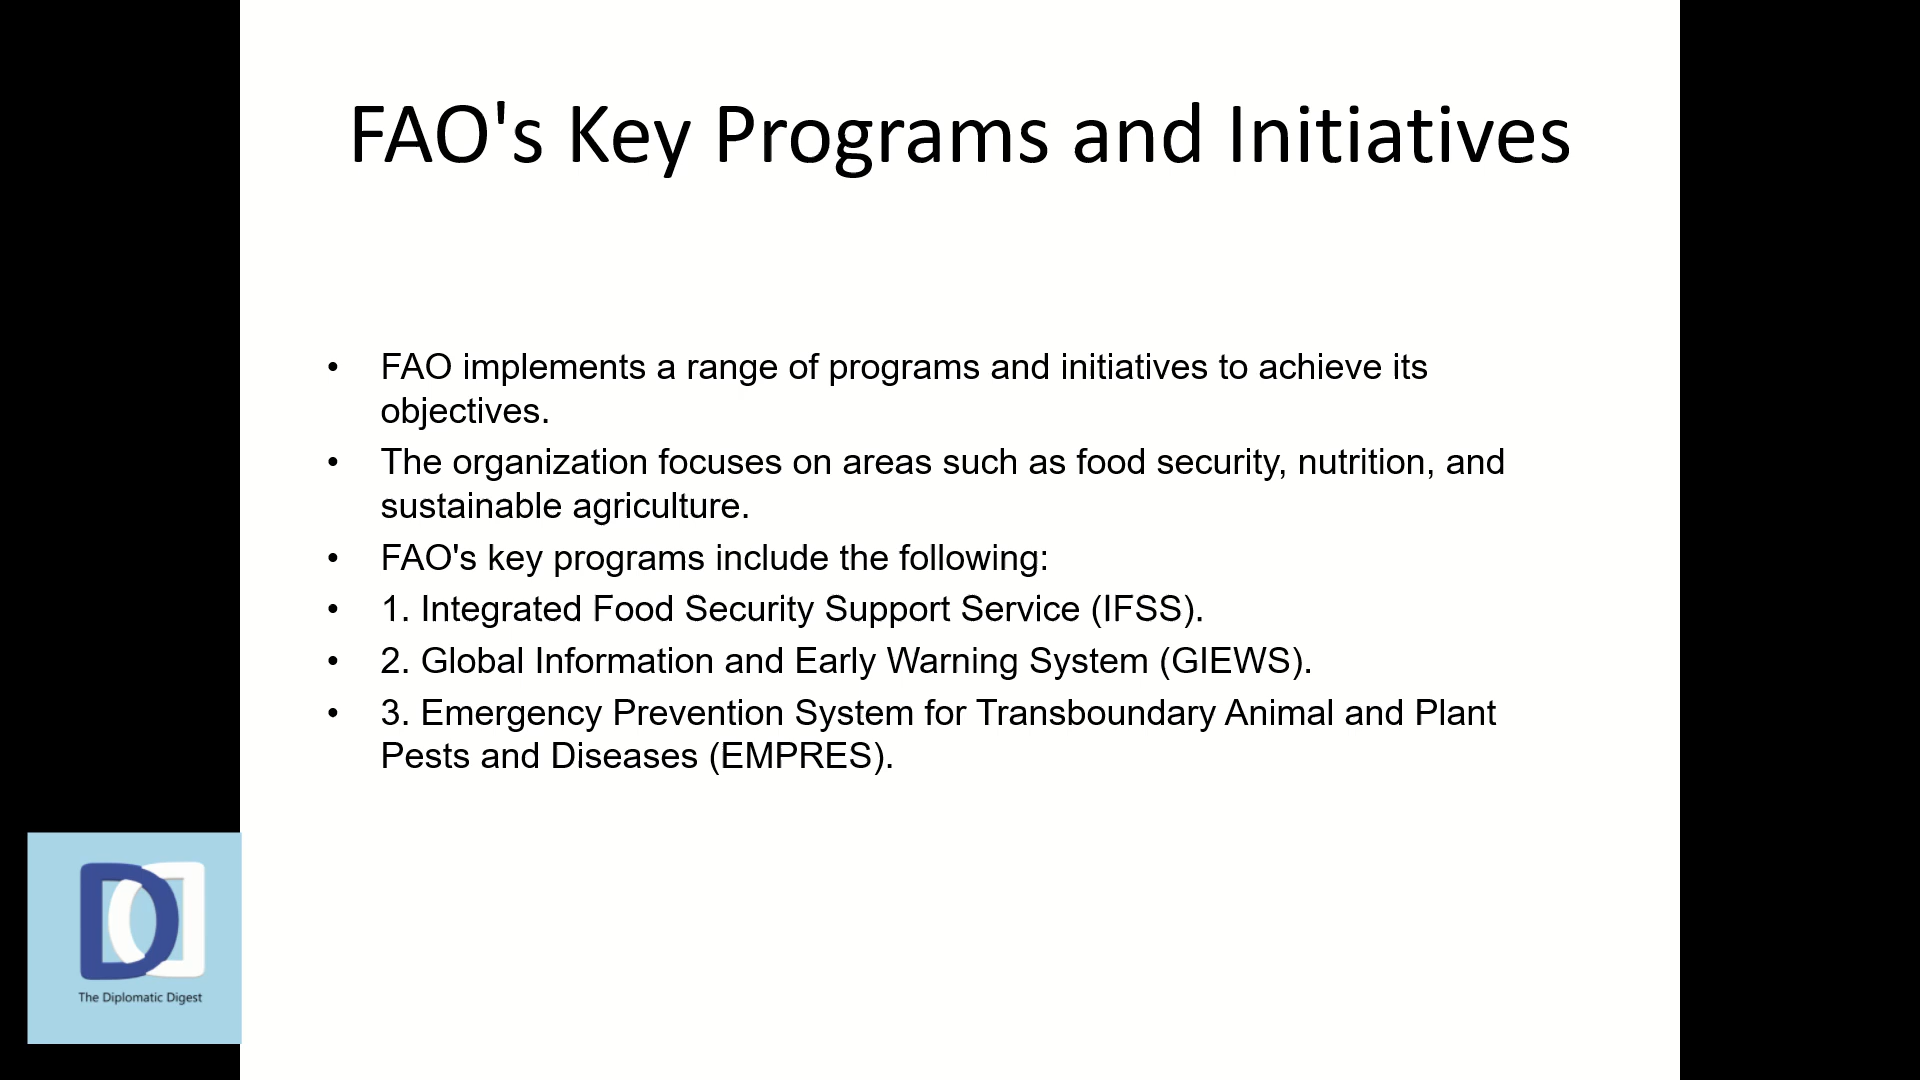 FAO's Key Programs and Initiatives
• FAO implements a range of programs and initiatives to achieve its
objectives.
• The organization focuses on areas such as food security, nutrition, and
sustainable agriculture.
• FAO's key programs include the following:
• 1. Integrated Food Security Support Service (IFSS).
• 2. Global Information and Early Warning System (GIEWS).
• 3. Emergency Prevention System for Transboundary Animal and Plant
Pests and Diseases (EMPRES).
The Diplomatic Digest